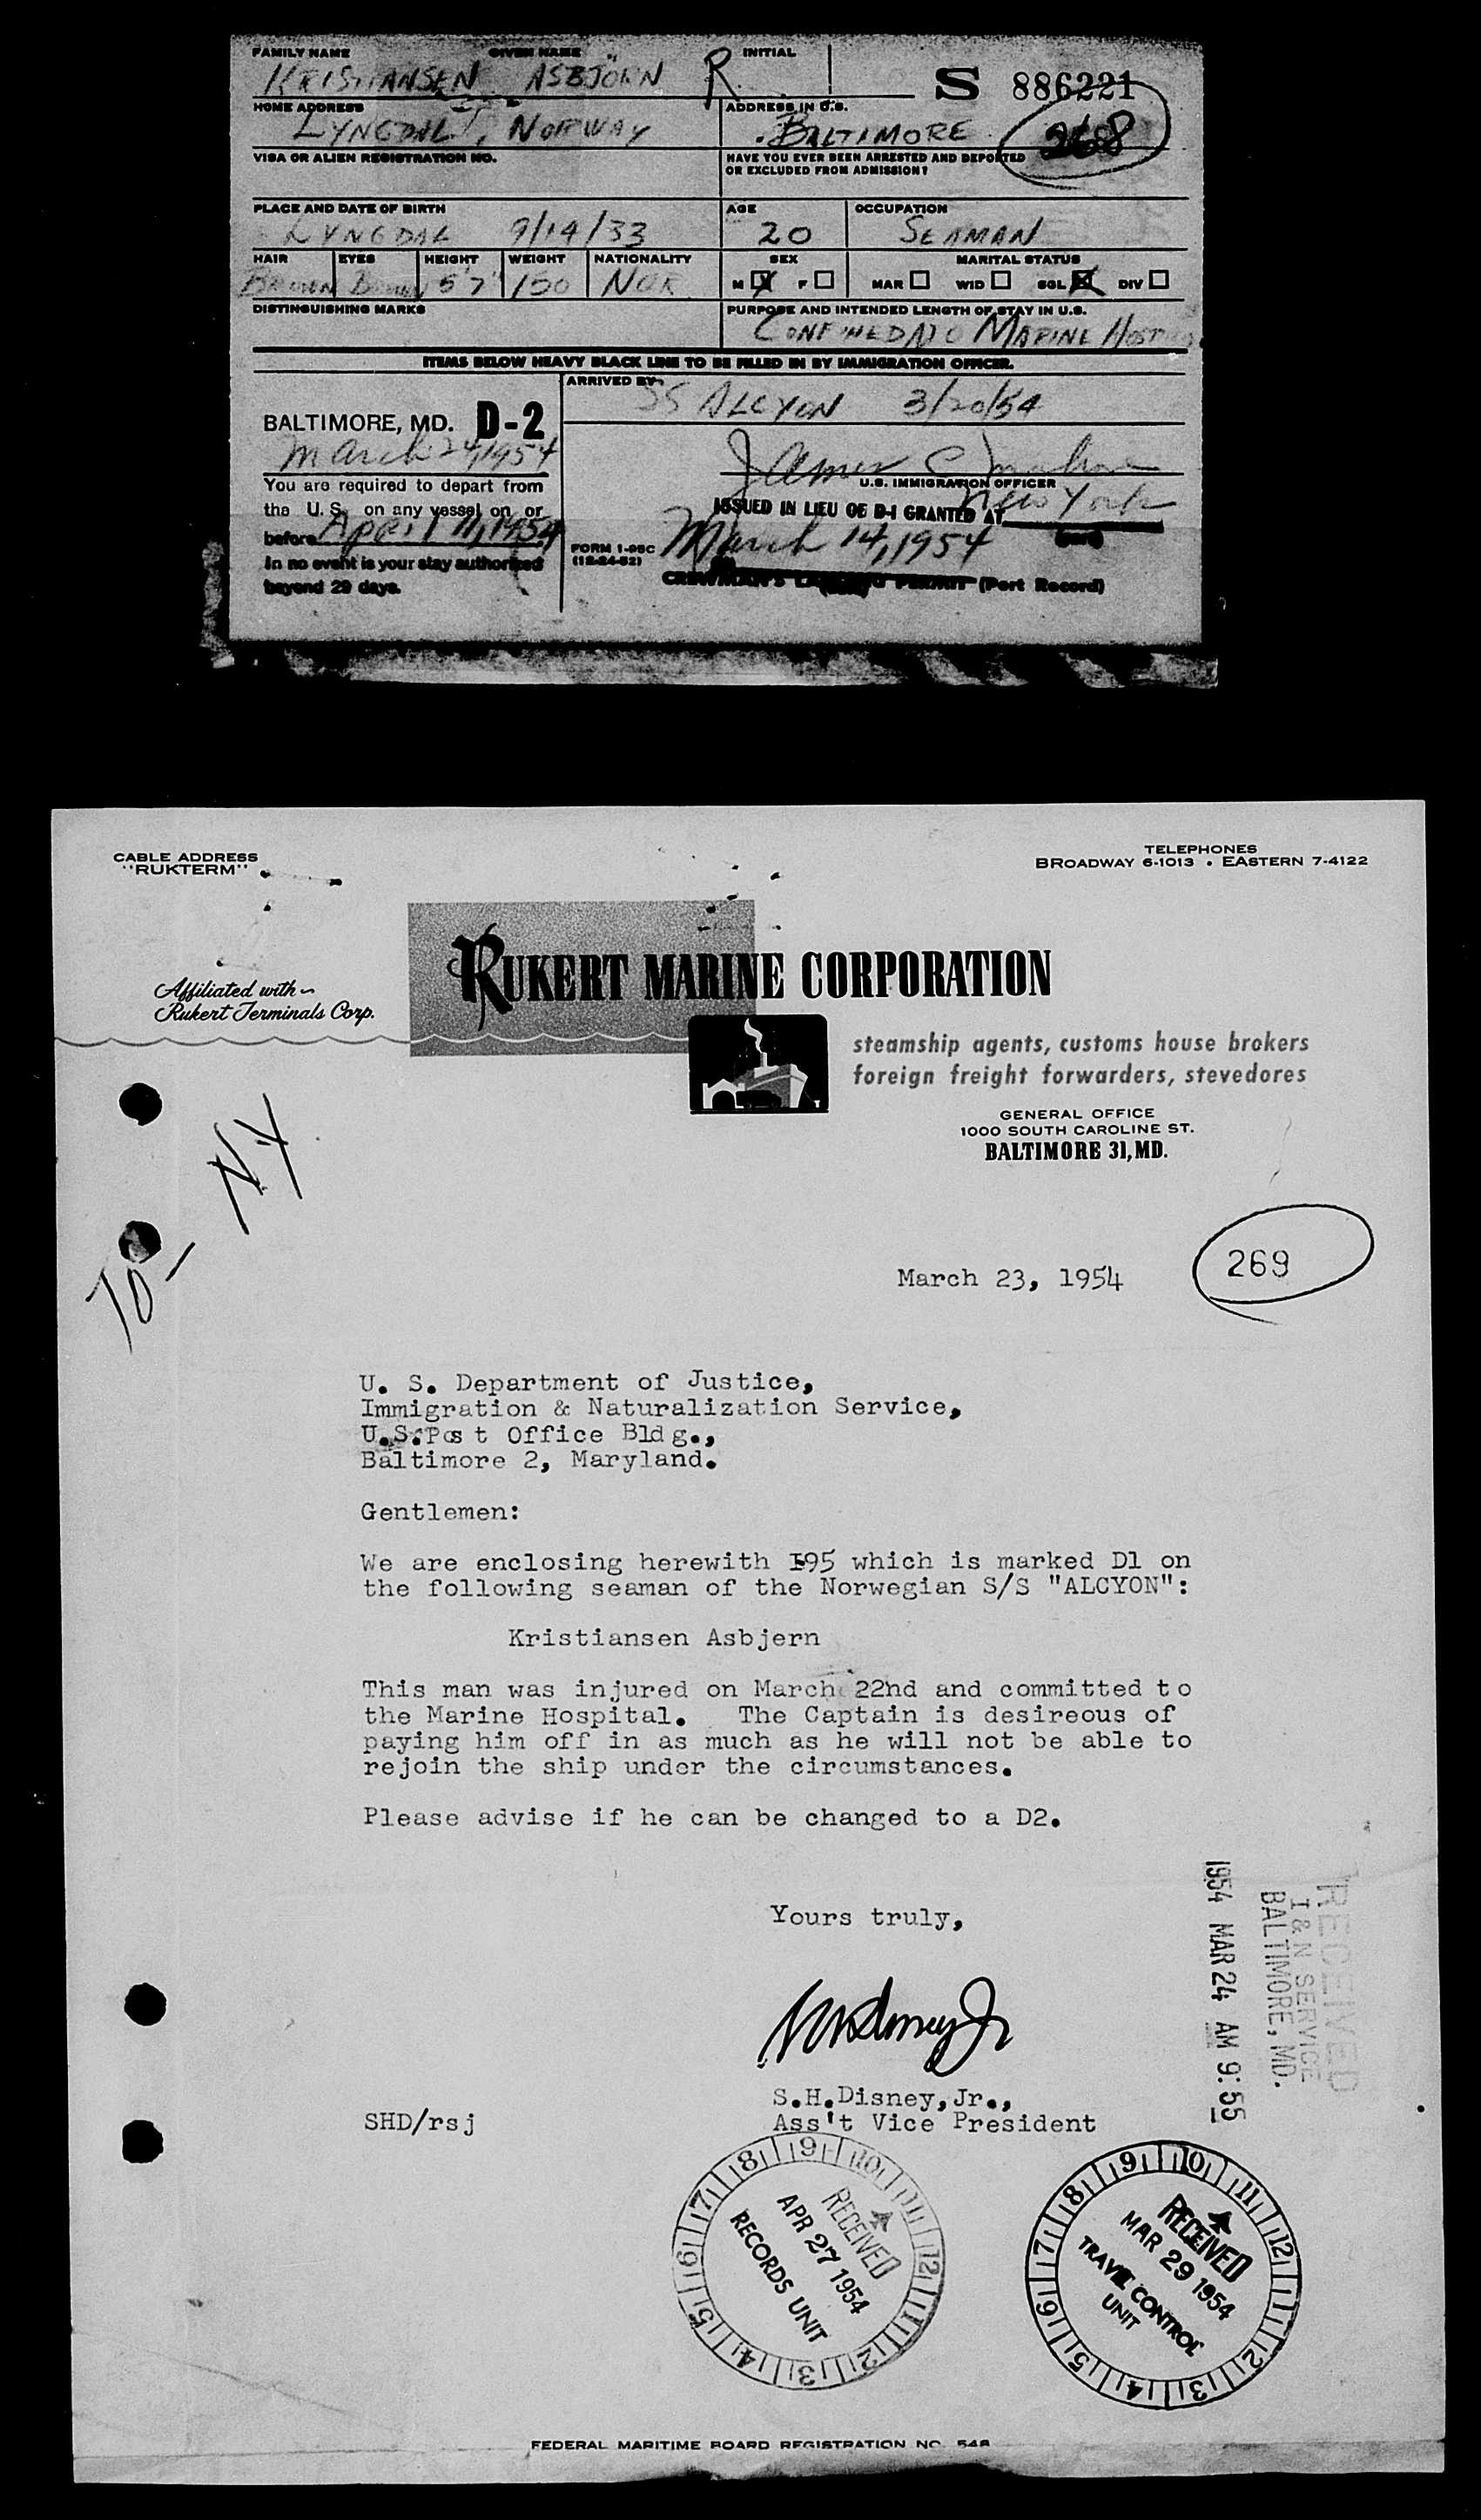 FAMILY NAME GIVEN NAME INITIAL
KRISTIANSEN ASBJÖRN R
S 886221
HOME ADDRESS ADDRESS IN U.S.
LYNGDAL, NORWAY BALTIMORE 268
VISA OR ALIEN REGISTRATION NO. HAVE YOU EVER BEEN ARRESTED AND DEPORTED
OR EXCLUDED FROM ADMISSION?
PLACE AND DATE OF BIRTH AGE OCCUPATION
LYNGDAL 9/14/33 20 SEAMAN
HAIR EYES HEIGHT WEIGHT NATIONALITY SEX MARITAL STATUS
BROWN BROWN 5'7" 150 NOR M X F MAR WID SGL X DIV
DISTINGUISHING MARKS PURPOSE AND INTENDED LENGTH OF STAY IN U.S.
CONFINED TO MARINE HOSP
ITEMS BELOW HEAVY BLACK LINE TO BE FILLED IN BY IMMIGRATION OFFICER.
ARRIVED BY
SS ALCYON 3/20/54
BALTIMORE, MD. D-2
March 24, 1954
James C
U.S. IMMIGRATION OFFICER
You are required to depart from
the U. S. on any vessel on or
before April 11, 1954
In no event is your stay authorized
beyond 29 days.
ISSUED IN LIEU OF D-1 GRANTED AT New York
(Port)
March 14, 1954
FORM I-95C
(12-24-52)
CREWMAN'S LANDING PERMIT (Port Record)
CABLE ADDRESS
"RUKTERM"
TELEPHONES
BROADWAY 6-1013 • EASTERN 7-4122
Affiliated with
Rukert Terminals Corp.
RUKERT MARINE CORPORATION
steamship agents, customs house brokers
foreign freight forwarders, stevedores
GENERAL OFFICE
1000 SOUTH CAROLINE ST.
BALTIMORE 31, MD.
March 23, 1954
269
U. S. Department of Justice,
Immigration & Naturalization Service,
U.S.Post Office Bldg.,
Baltimore 2, Maryland.
Gentlemen:
We are enclosing herewith I95 which is marked D1 on
the following seaman of the Norwegian S/S "ALCYON":
Kristiansen Asbjern
This man was injured on March 22nd and committed to
the Marine Hospital. The Captain is desireous of
paying him off in as much as he will not be able to
rejoin the ship under the circumstances.
Please advise if he can be changed to a D2.
Yours truly,
S.H.Disney,Jr.,
SHD/rsj Ass't Vice President
RECEIVED
I & N SERVICE
BALTIMORE, MD.
1954 MAR 24 AM 9:55
RECEIVED
APR 27 1954
RECORDS UNIT
RECEIVED
MAR 29 1954
TRAVEL CONTROL
UNIT
FEDERAL MARITIME BOARD REGISTRATION NO. 548